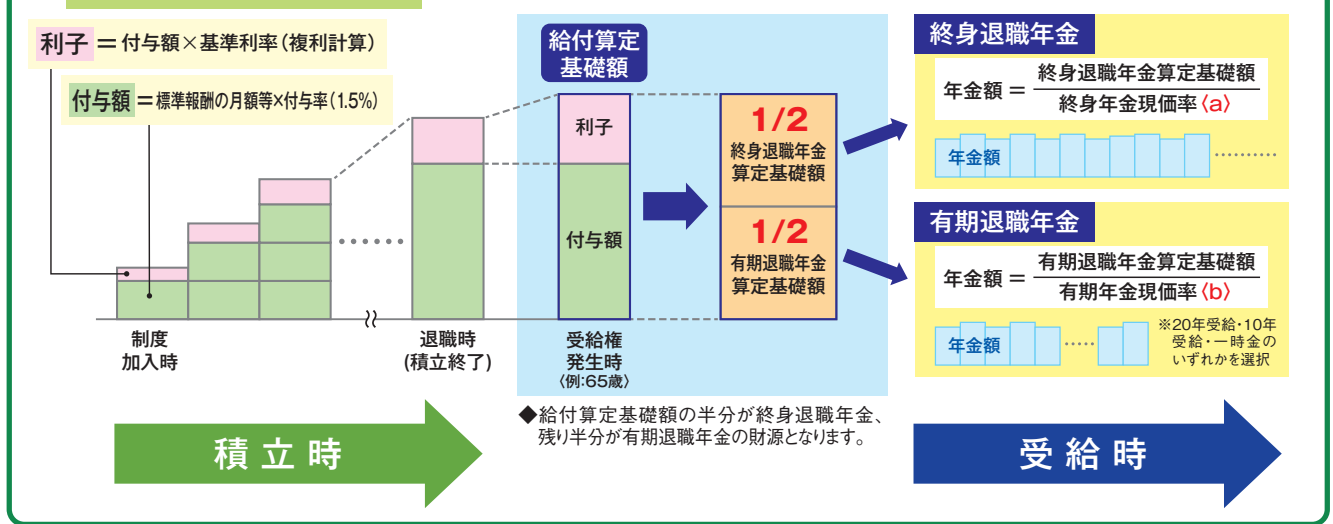 利子＝付与額×基準利率（複利計算）
付与額＝標準報酬の月額等×付与率（1.5%）
制度
加入時
退職時
（積立終了）
給付算定
基礎額
利子
付与額
受給権
発生時
〈例：65歳〉
1/2
終身退職年金
算定基礎額
1/2
有期退職年金
算定基礎額
◆給付算定基礎額の半分が終身退職年金、
残り半分が有期退職年金の財源となります。
終身退職年金
年金額＝
終身退職年金算定基礎額
終身年金現価率〈a〉
年金額
有期退職年金
年金額＝
有期退職年金算定基礎額
有期年金現価率〈b〉
年金額
※20年受給・10年
受給・一時金の
いずれかを選択
積立時
受給時